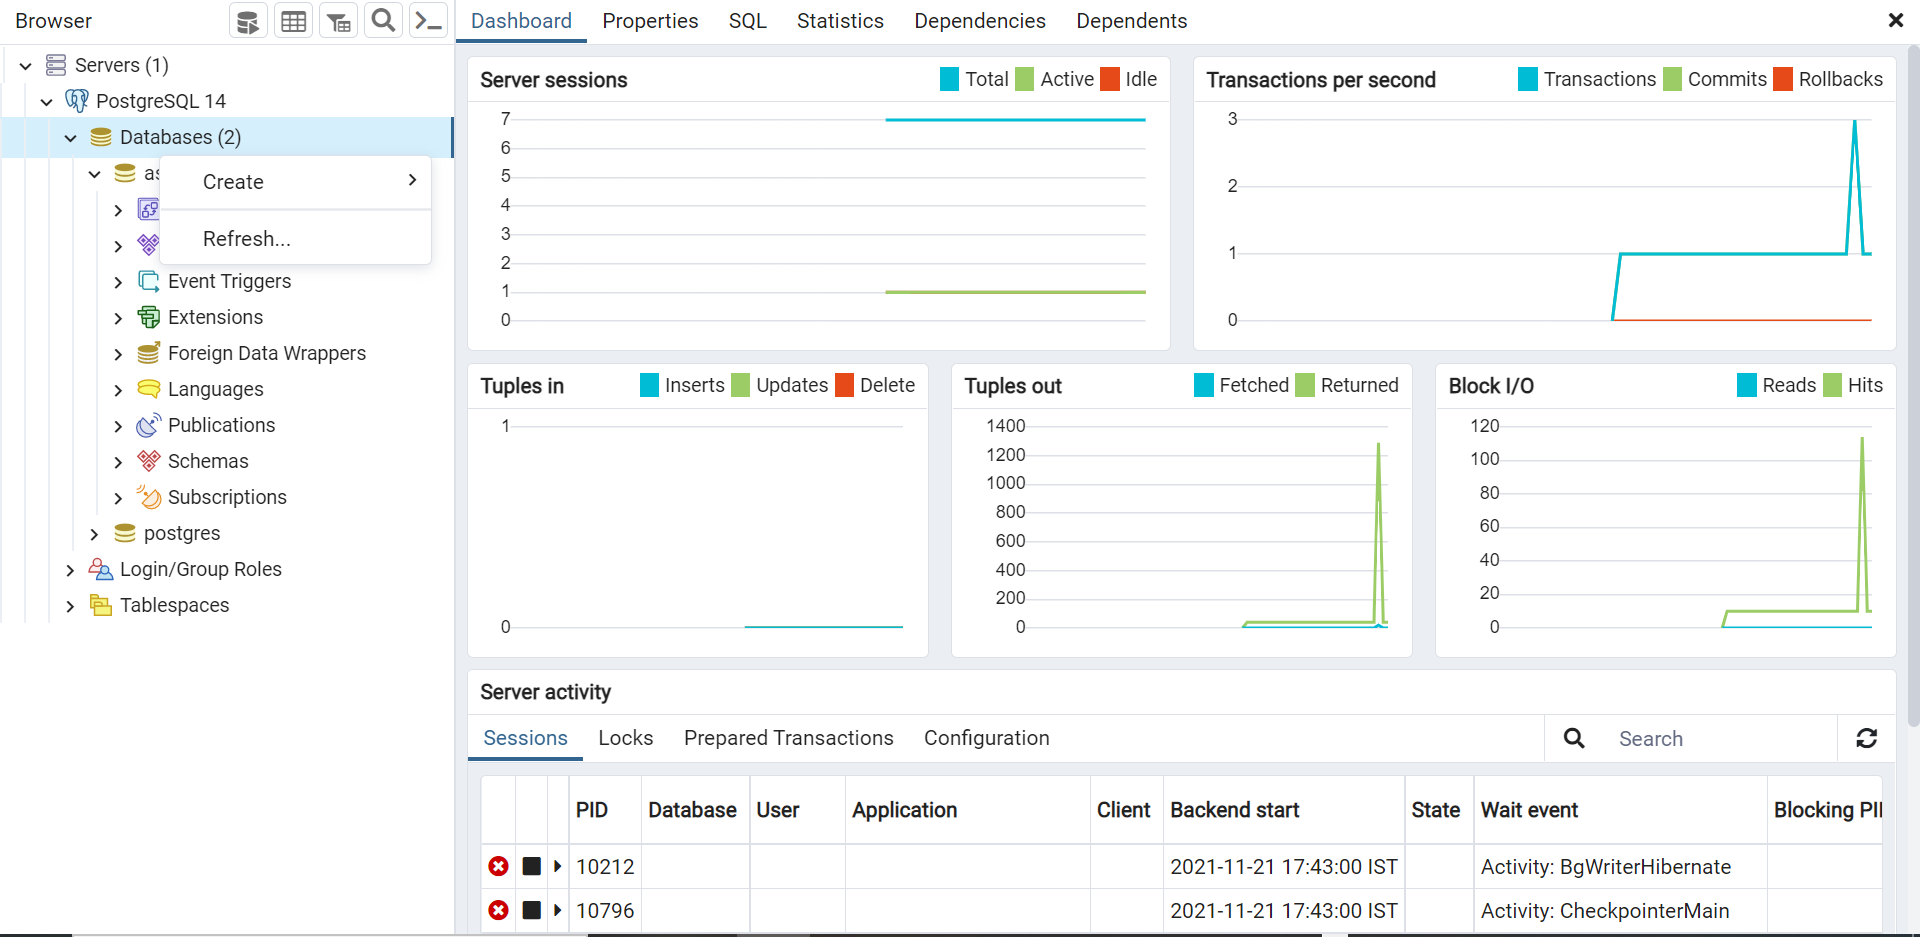 Browser
Dashboard Properties SQL Statistics Dependencies Dependents
Servers (1)
PostgreSQL 14
Databases (2)
as
Create
Refresh...
Event Triggers
Extensions
Foreign Data Wrappers
Languages
Publications
Schemas
Subscriptions
postgres
Login/Group Roles
Tablespaces
Server sessions
Total Active Idle
7
6
5
4
3
2
1
0
Transactions per second
Transactions Commits Rollbacks
3
2
1
0
Tuples in
Inserts Updates Delete
1
0
Tuples out
Fetched Returned
1400
1200
1000
800
600
400
200
0
Block I/O
Reads Hits
120
100
80
60
40
20
0
Server activity
Sessions Locks Prepared Transactions Configuration
Search
PID Database User Application Client Backend start State Wait event Blocking PI
10212 2021-11-21 17:43:00 IST Activity: BgWriterHibernate
10796 2021-11-21 17:43:00 IST Activity: CheckpointerMain